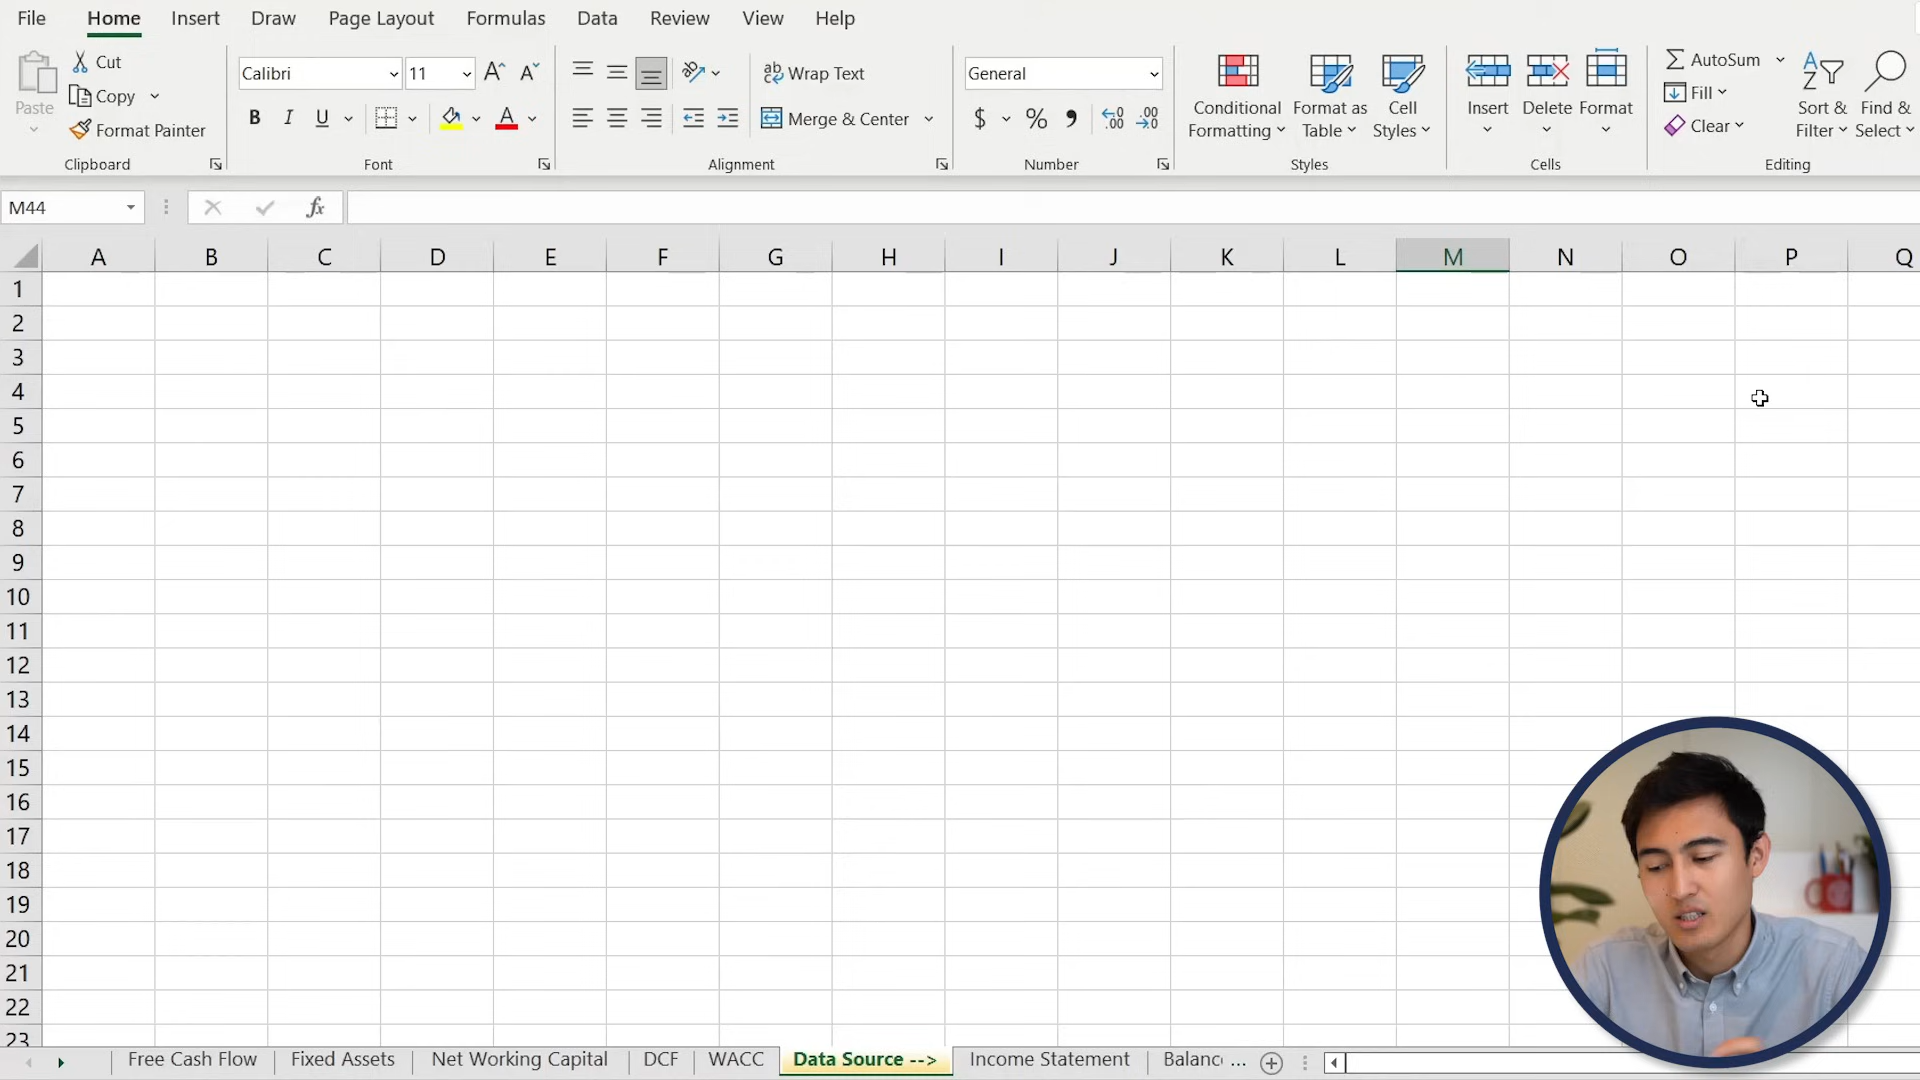 File Home Insert Draw Page Layout Formulas Data Review View Help
Paste
Cut
Copy
Format Painter
Clipboard
Calibri 11
B I U
Font
Wrap Text
Merge & Center
Alignment
General
$ % ,
Number
Conditional
Formatting
Format as
Table
Cell
Styles
Styles
Insert
Delete
Format
Cells
AutoSum
Fill
Clear
Sort &
Filter
Find &
Select
Editing
M44
fx
A B C D E F G H I J K L M N O P Q
1
2
3
4
5
6
7
8
9
10
11
12
13
14
15
16
17
18
19
20
21
22
23
Free Cash Flow Fixed Assets Net Working Capital DCF WACC Data Source --> Income Statement Balanc ...